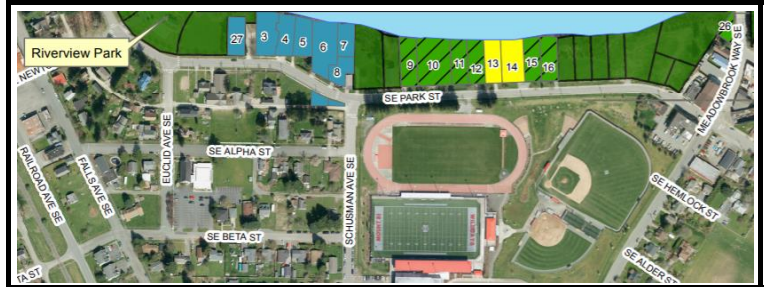 26
Riverview Park
27
3
4
5
6
7
8
9
10
11
12
13
14
15
16
SE PARK ST
MEADOWBROOK WAY SE
SE NEWTO
RAILROAD AVE SE
FALLS AVE SE
EUCLID AVE SE
SE ALPHA ST
SCHUSMAN AVE SE
SE BETA ST
SE HEMLOCK ST
SE ALDER ST
TA ST